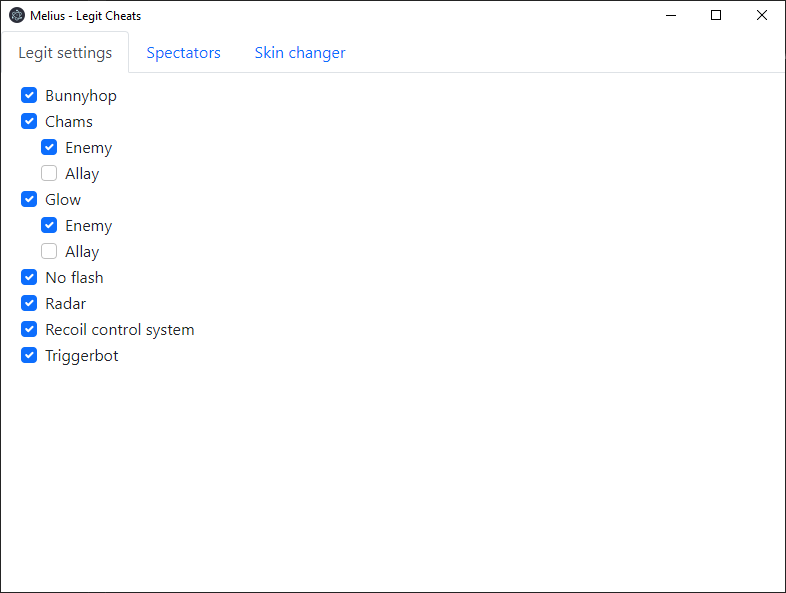 Melius - Legit Cheats
Legit settings Spectators Skin changer
Bunnyhop
Chams
Enemy
Allay
Glow
Enemy
Allay
No flash
Radar
Recoil control system
Triggerbot